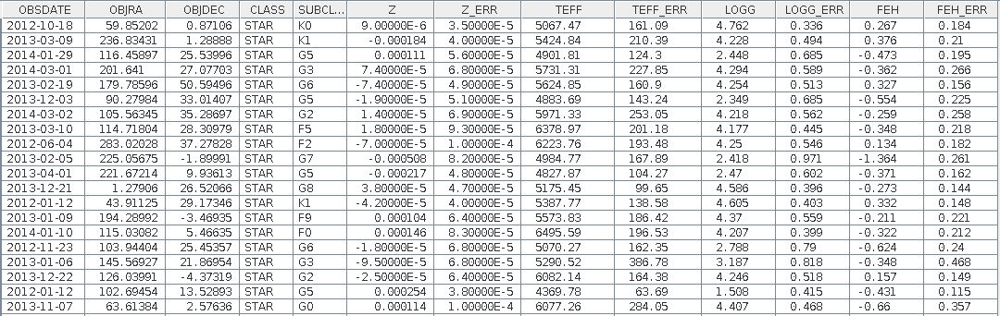 OBSDATE OBJRA OBJDEC CLASS SUBCL... Z Z_ERR TEFF TEFF_ERR LOGG LOGG_ERR FEH FEH_ERR
2012-10-18 59.85202 0.87106 STAR K0 9.00000E-6 3.50000E-5 5067.47 161.09 4.762 0.336 0.267 0.184
2013-03-09 236.83431 1.28888 STAR K1 -0.000184 4.00000E-5 5424.84 210.39 4.228 0.494 0.376 0.21
2014-01-29 116.45897 25.53996 STAR G5 0.000111 5.60000E-5 4901.81 124.3 2.448 0.685 -0.473 0.195
2014-03-01 201.641 27.07703 STAR G3 7.40000E-5 6.80000E-5 5731.31 227.85 4.294 0.589 -0.362 0.266
2013-02-19 179.78596 50.59496 STAR G6 -7.40000E-5 4.90000E-5 5624.85 160.9 4.254 0.513 0.327 0.156
2013-12-03 90.27984 33.01407 STAR G5 -1.90000E-5 5.10000E-5 4883.69 143.24 2.349 0.685 -0.554 0.225
2014-03-02 105.56345 35.28697 STAR G2 1.40000E-5 6.90000E-5 5971.33 253.05 4.218 0.562 -0.259 0.258
2013-03-10 114.71804 28.30979 STAR F5 1.80000E-5 9.30000E-5 6378.97 201.18 4.177 0.445 -0.348 0.218
2012-06-04 283.02028 37.27828 STAR F2 -7.00000E-5 1.00000E-4 6223.76 193.48 4.25 0.546 0.134 0.182
2013-02-05 225.05675 -1.89991 STAR G7 -0.000508 8.20000E-5 4984.77 167.89 2.418 0.971 -1.364 0.261
2013-04-01 221.67214 9.93613 STAR G5 -0.000217 4.80000E-5 4827.87 104.27 2.47 0.602 -0.371 0.162
2013-12-21 1.27906 26.52066 STAR G8 3.80000E-5 4.70000E-5 5175.45 99.65 4.586 0.396 -0.273 0.144
2012-01-12 43.91125 29.17346 STAR K1 -4.20000E-5 4.00000E-5 5387.77 138.58 4.605 0.403 0.332 0.148
2013-01-09 194.28992 -3.46935 STAR F9 0.000104 6.40000E-5 5573.83 186.42 4.37 0.559 -0.211 0.221
2014-01-10 115.03082 5.46635 STAR F0 0.000146 8.30000E-5 6495.59 196.53 4.207 0.399 -0.322 0.212
2012-11-23 103.94404 25.45357 STAR G6 -1.80000E-5 6.80000E-5 5070.27 162.35 2.788 0.79 -0.624 0.24
2013-01-06 145.56927 21.86954 STAR G3 -9.50000E-5 6.80000E-5 5290.52 386.78 3.187 0.818 -0.348 0.468
2013-12-22 126.03991 -4.37319 STAR G2 -2.50000E-5 6.40000E-5 6082.14 164.38 4.246 0.518 0.157 0.149
2012-01-12 102.69454 13.52893 STAR G5 0.000254 3.80000E-5 4369.78 63.69 1.508 0.415 -0.431 0.115
2013-11-07 63.61384 2.57636 STAR G0 0.000114 1.00000E-4 6077.26 284.05 4.407 0.468 -0.66 0.357